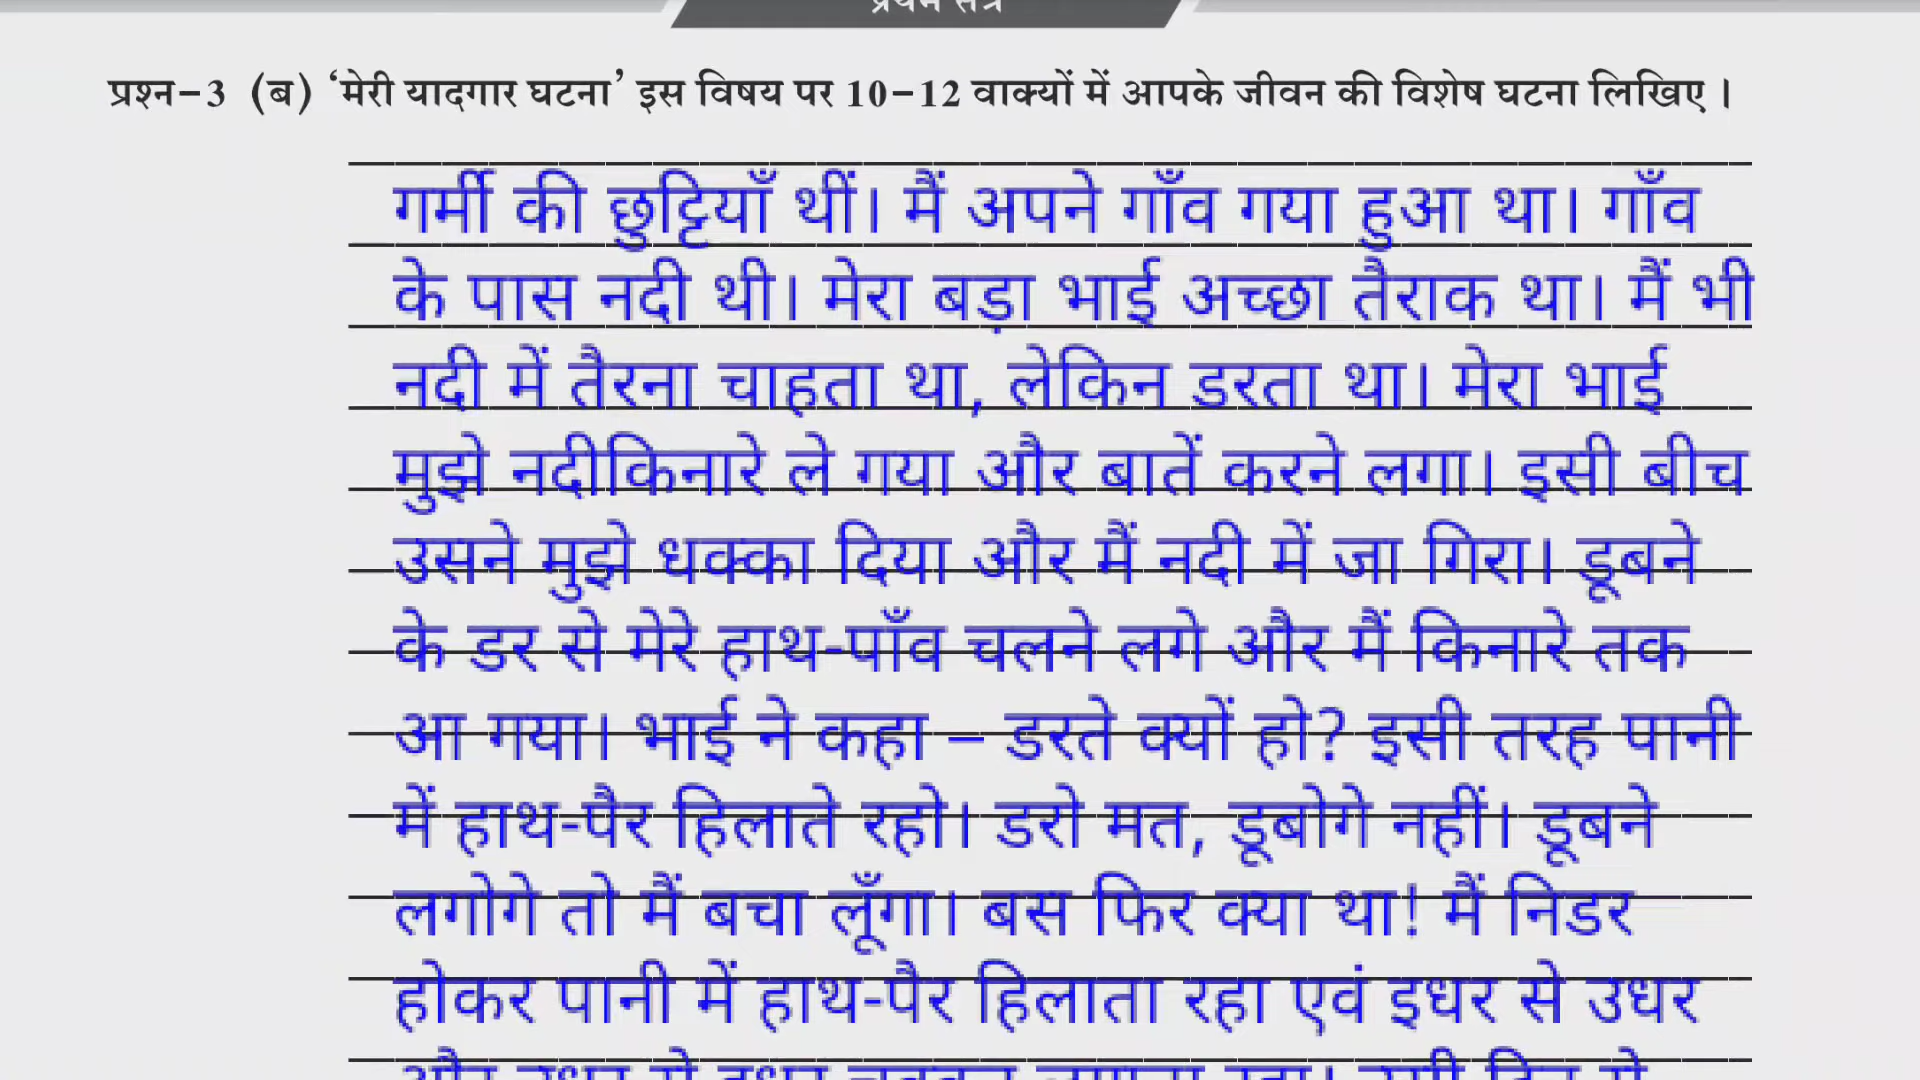 प्रथम सत्र
प्रश्न-3 (ब) ‘मेरी यादगार घटना’ इस विषय पर 10-12 वाक्यों में आपके जीवन की विशेष घटना लिखिए ।
गर्मी की छुट्टियाँ थीं। मैं अपने गाँव गया हुआ था। गाँव
के पास नदी थी। मेरा बड़ा भाई अच्छा तैराक था। मैं भी
नदी में तैरना चाहता था, लेकिन डरता था। मेरा भाई
मुझे नदीकिनारे ले गया और बातें करने लगा। इसी बीच
उसने मुझे धक्का दिया और मैं नदी में जा गिरा। डूबने
के डर से मेरे हाथ-पाँव चलने लगे और मैं किनारे तक
आ गया। भाई ने कहा – डरते क्यों हो? इसी तरह पानी
में हाथ-पैर हिलाते रहो। डरो मत, डूबोगे नहीं। डूबने
लगोगे तो मैं बचा लूँगा। बस फिर क्या था! मैं निडर
होकर पानी में हाथ-पैर हिलाता रहा एवं इधर से उधर